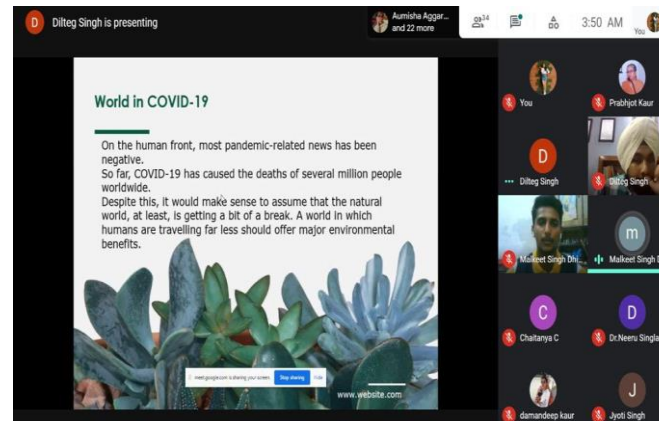 Dilteg Singh is presenting
Aumisha Aggar...
and 22 more
34
3:50 AM
You
World in COVID-19
On the human front, most pandemic-related news has been
negative.
So far, COVID-19 has caused the deaths of several million people
worldwide.
Despite this, it would make sense to assume that the natural
world, at least, is getting a bit of a break. A world in which
humans are travelling far less should offer major environmental
benefits.
meet.google.com is sharing your screen.
Stop sharing
Hide
www.website.com
You
Prabhjot Kaur
D
Dilteg Singh
Dilteg Singh
Malkeet Singh Dhi...
m
Malkeet Singh D
C
Chaitanya C
D
Dr.Neeru Singla
damandeep kaur
J
Jyoti Singh
D